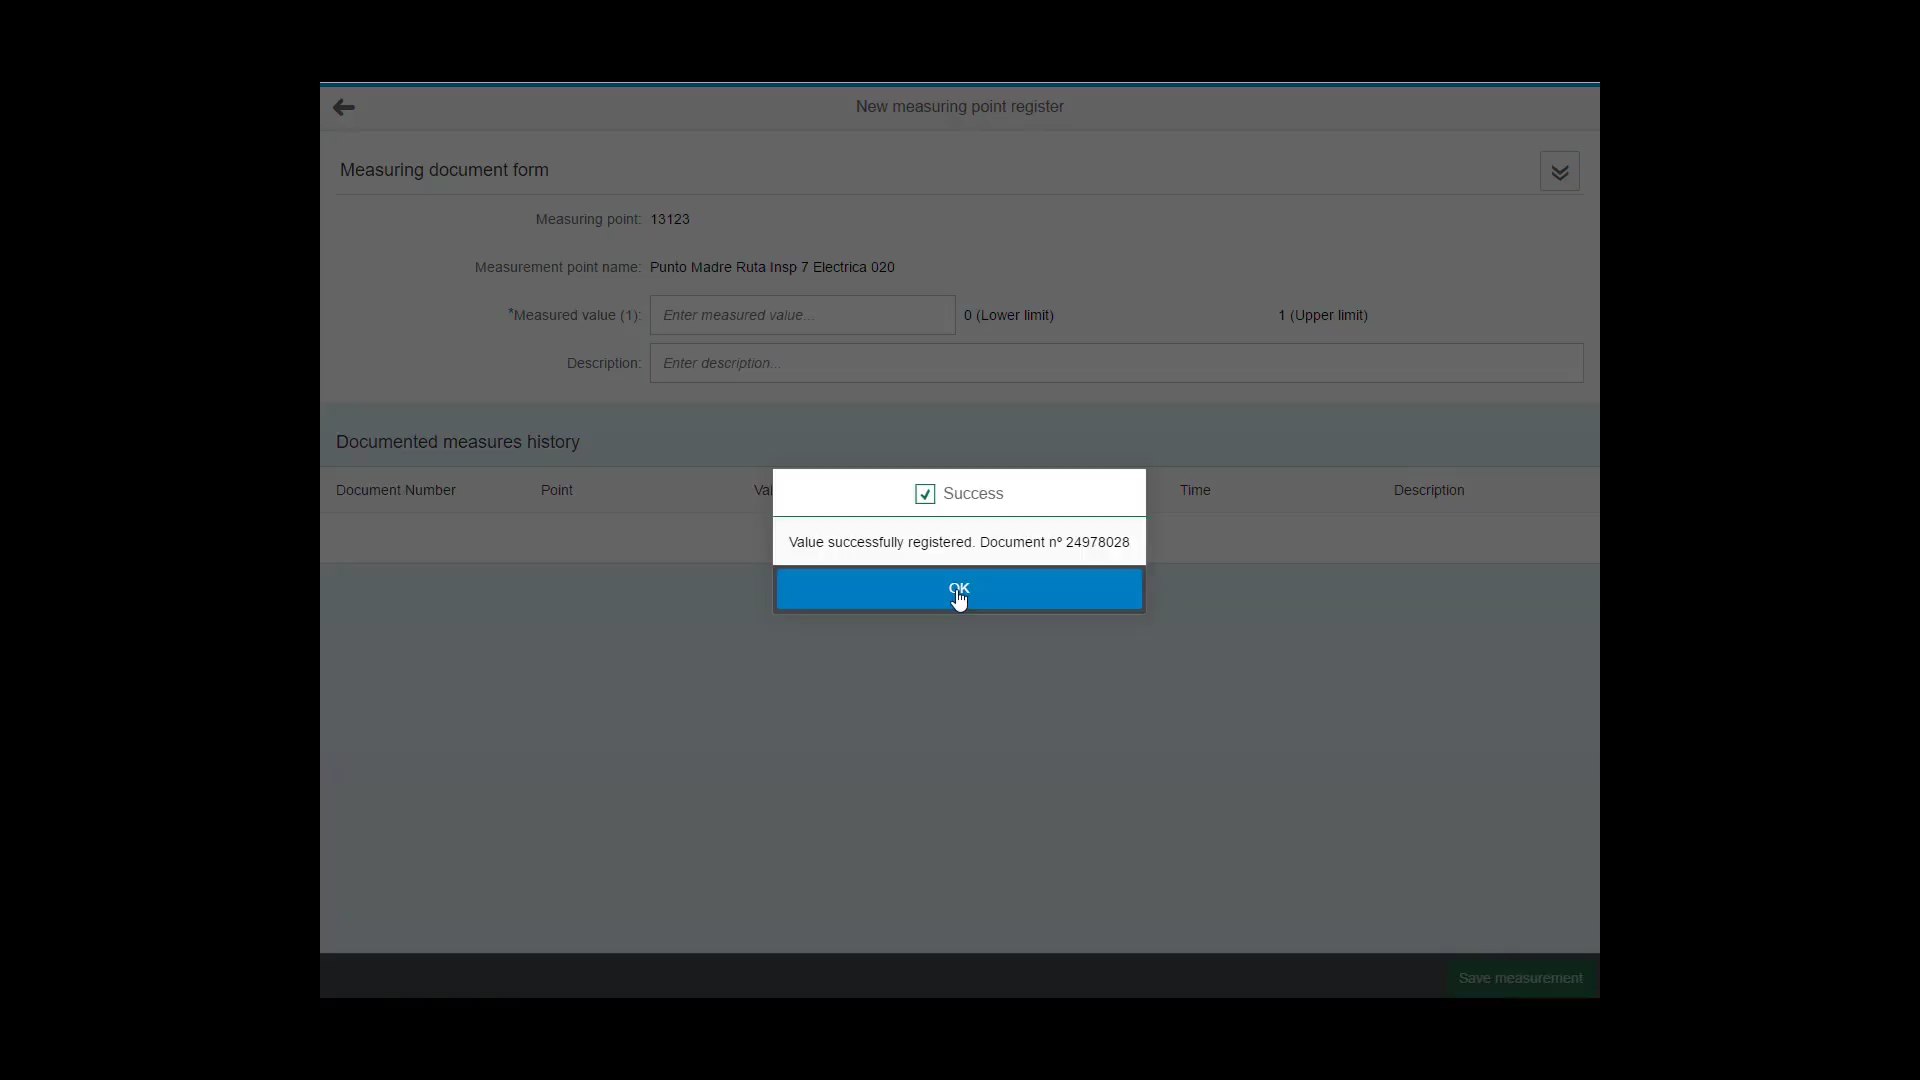 New measuring point register
Measuring document form
Measuring point: 13123
Measurement point name: Punto Madre Ruta Insp 7 Electrica 020
*Measured value (1): Enter measured value... 0 (Lower limit) 1 (Upper limit)
Description: Enter description...
Documented measures history
Document Number Point Time Description
Success
Value successfully registered. Document nº 24978028
OK
Save measurement